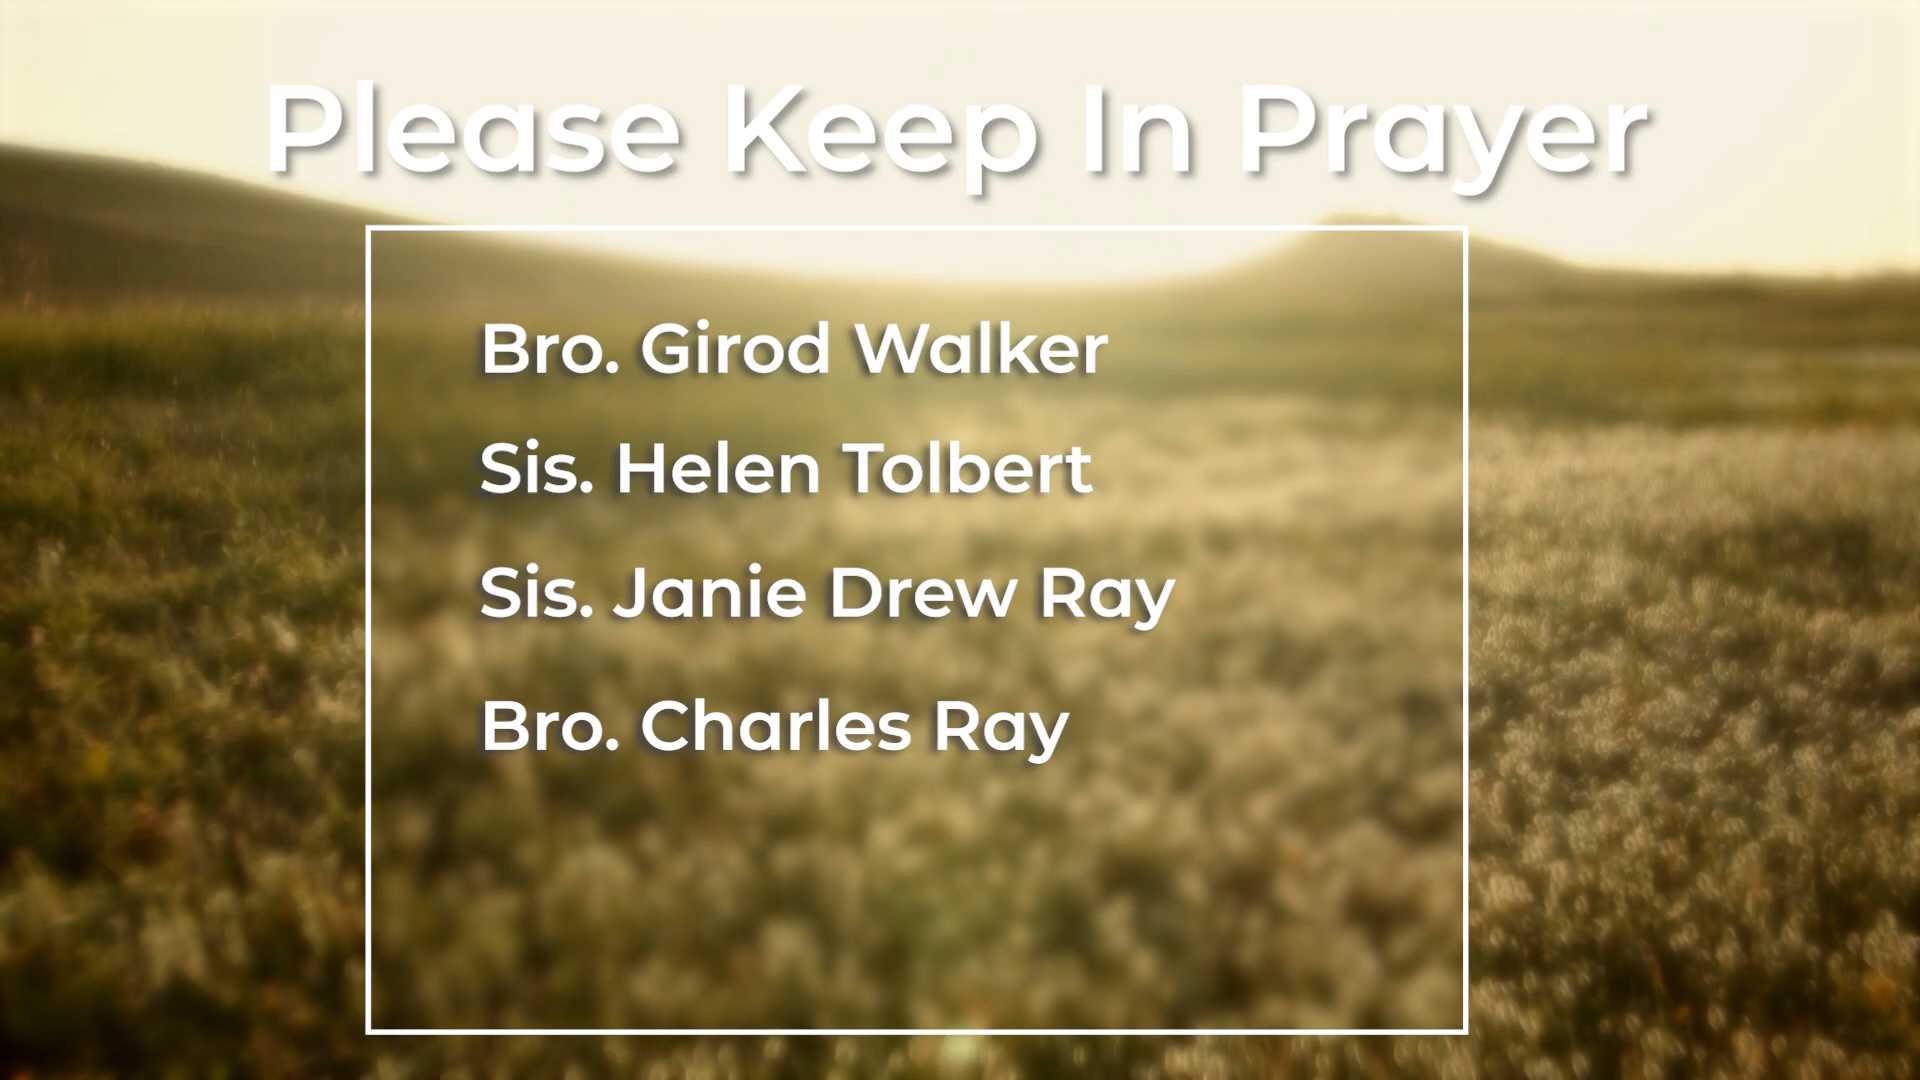 Please Keep In Prayer
Bro. Girod Walker
Sis. Helen Tolbert
Sis. Janie Drew Ray
Bro. Charles Ray